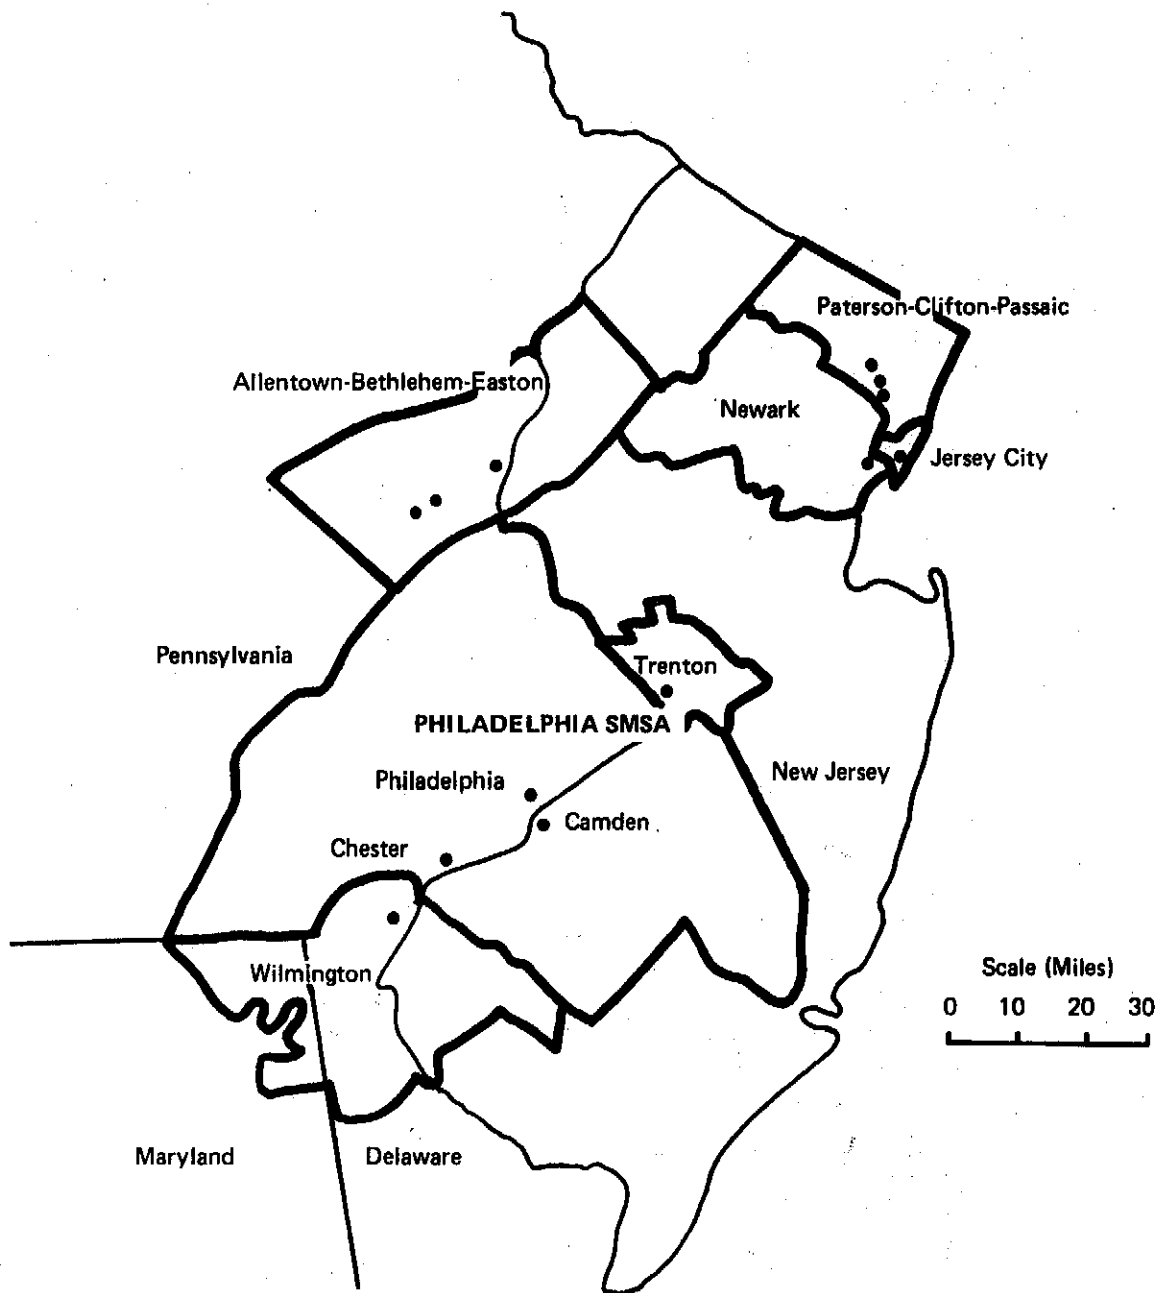 Paterson-Clifton-Passaic
Allentown-Bethlehem-Easton
Newark
Jersey City
Pennsylvania
Trenton
PHILADELPHIA SMSA
New Jersey
Philadelphia
Camden
Chester
Wilmington
Scale (Miles)
0 10 20 30
Maryland
Delaware